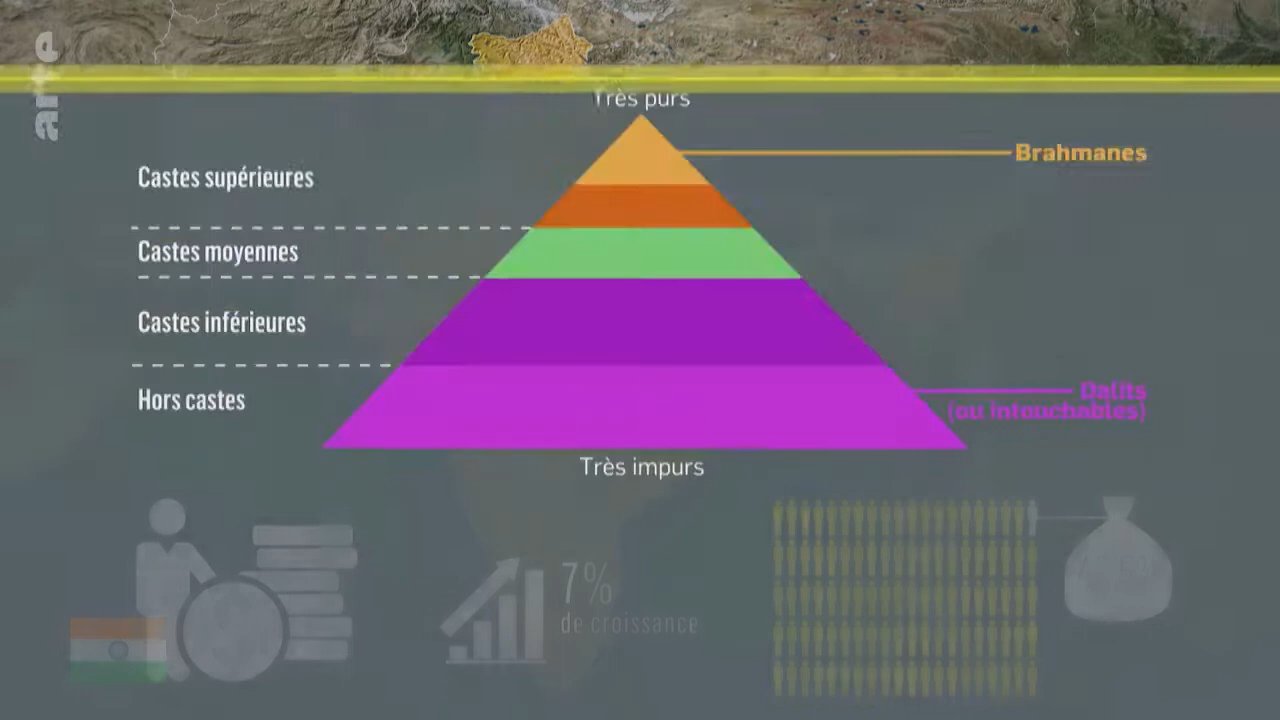 arte
Très purs
Brahmanes
Castes supérieures
Castes moyennes
Castes inférieures
Hors castes
Dalits
(ou intouchables)
Très impurs
7%
de croissance